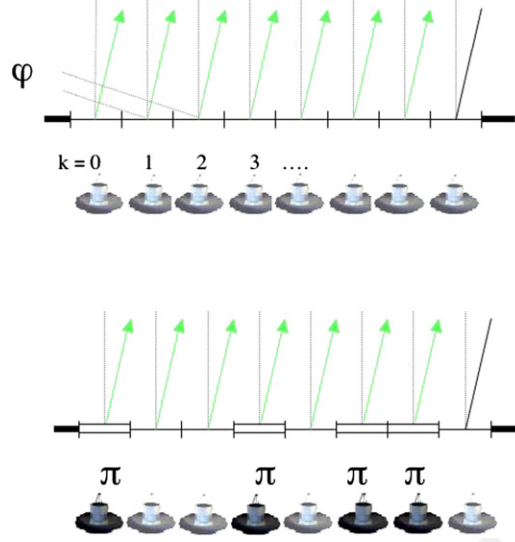 φ
k = 0 1 2 3 ....
π π π π